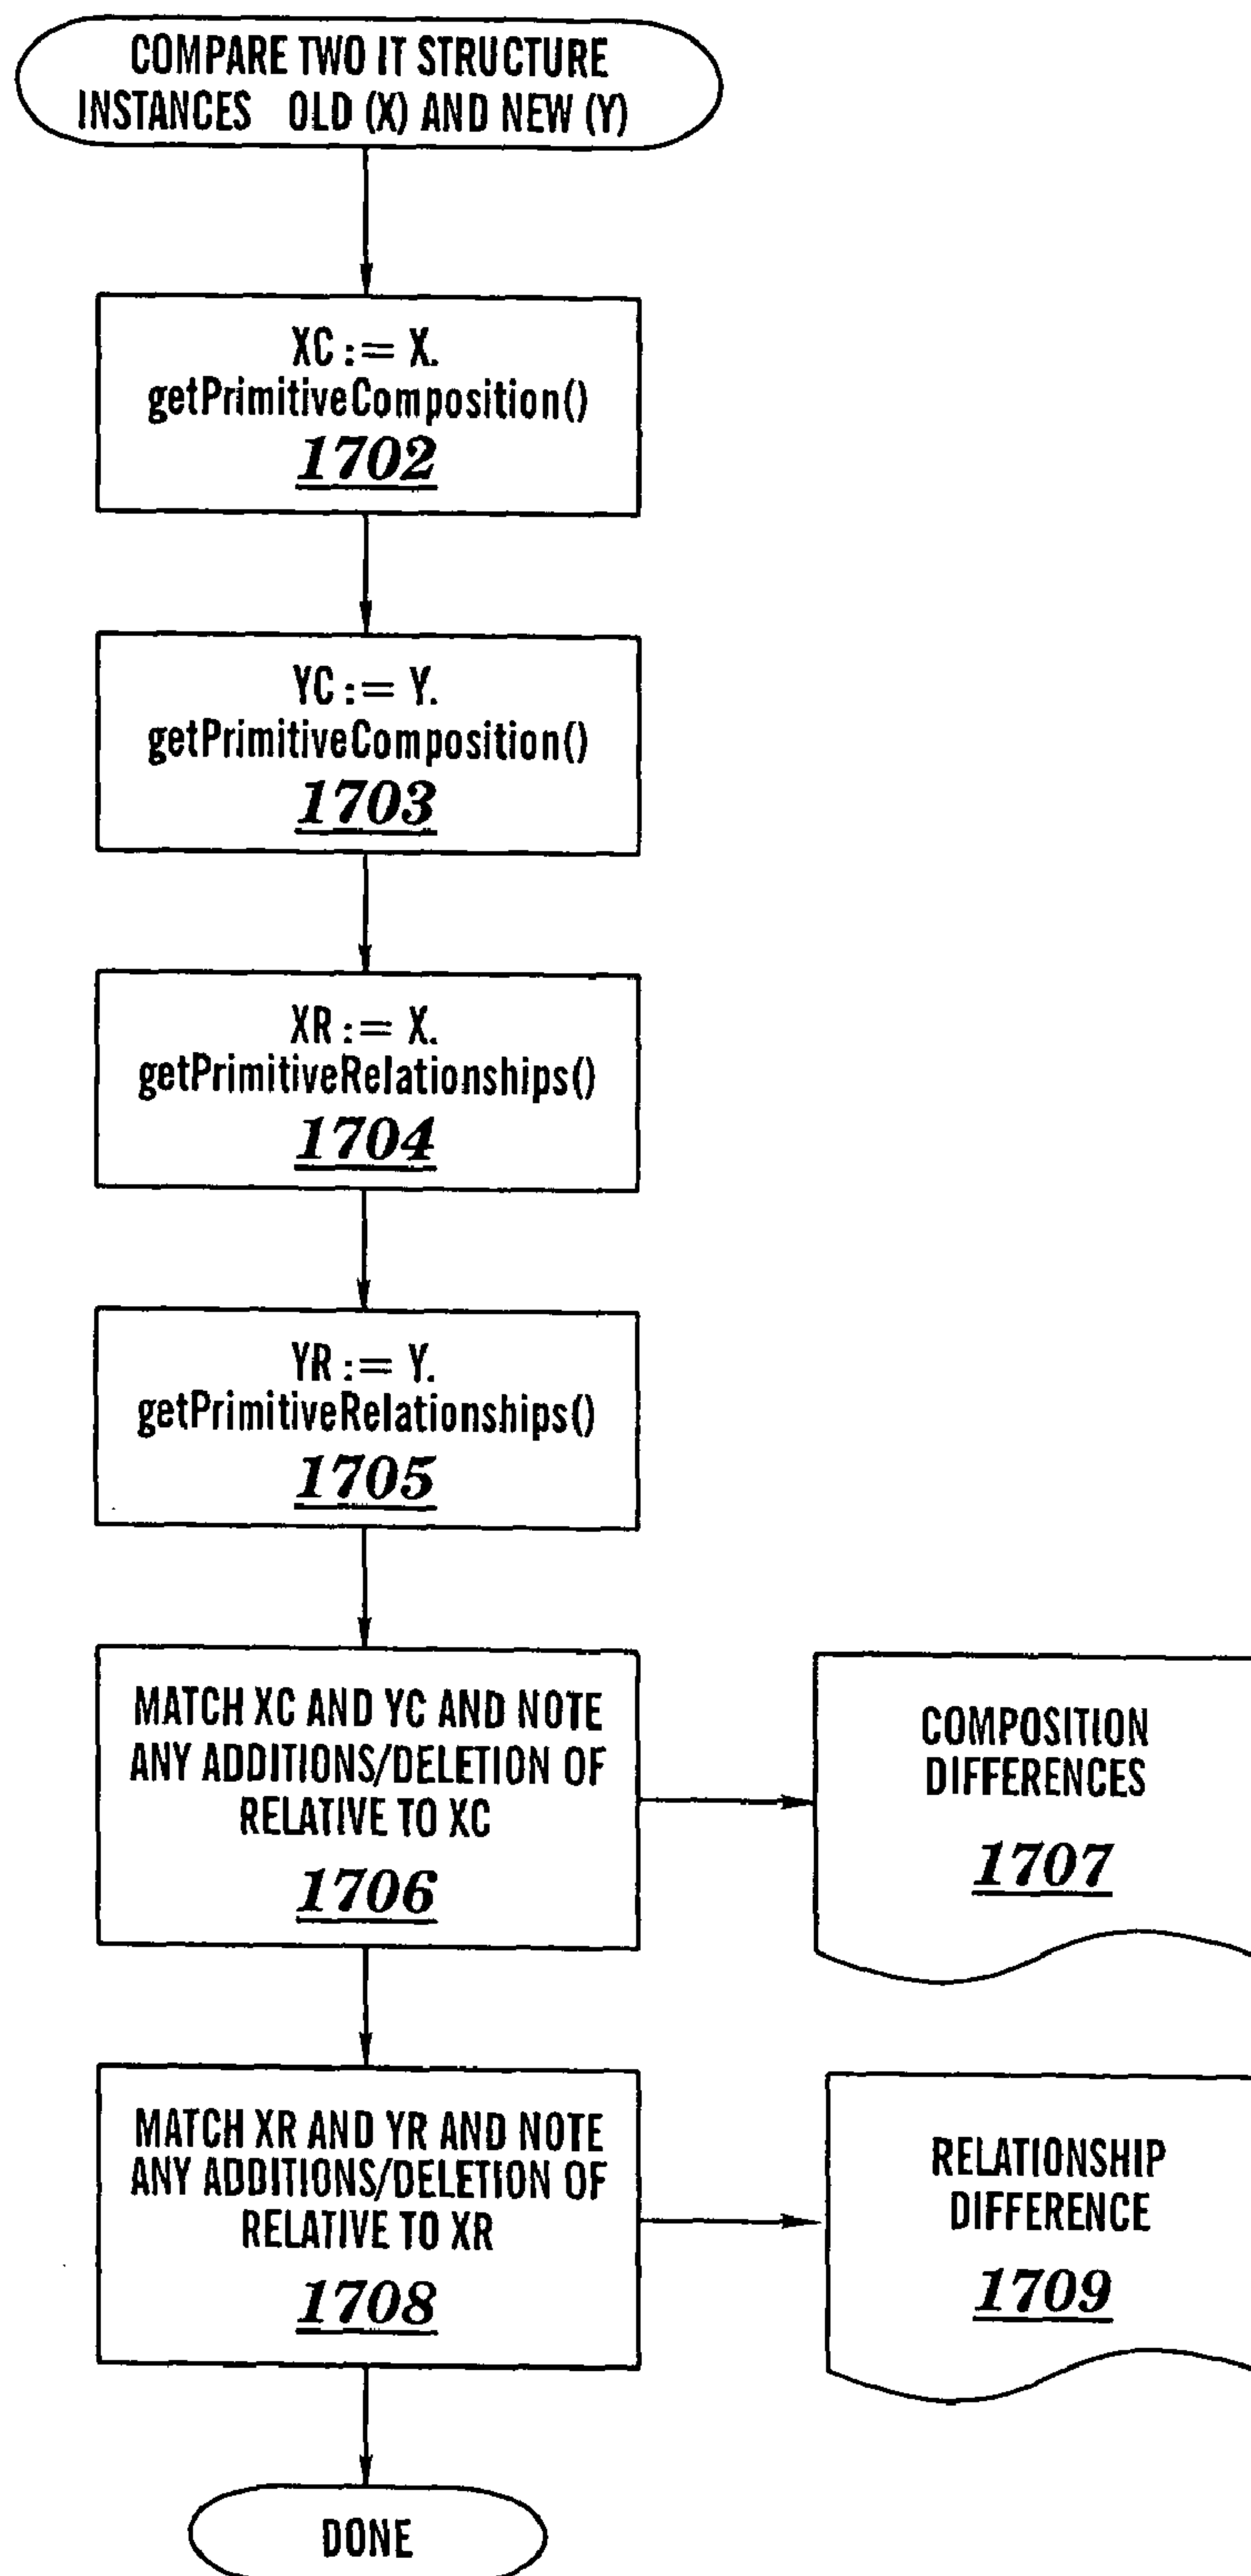 COMPARE TWO IT STRUCTURE
INSTANCES OLD (X) AND NEW (Y)
XC := X.
getPrimitiveComposition()
1702
YC := Y.
getPrimitiveComposition()
1703
XR := X.
getPrimitiveRelationships()
1704
YR := Y.
getPrimitiveRelationships()
1705
MATCH XC AND YC AND NOTE
ANY ADDITIONS/DELETION OF
RELATIVE TO XC
1706
COMPOSITION
DIFFERENCES
1707
MATCH XR AND YR AND NOTE
ANY ADDITIONS/DELETION OF
RELATIVE TO XR
1708
RELATIONSHIP
DIFFERENCE
1709
DONE